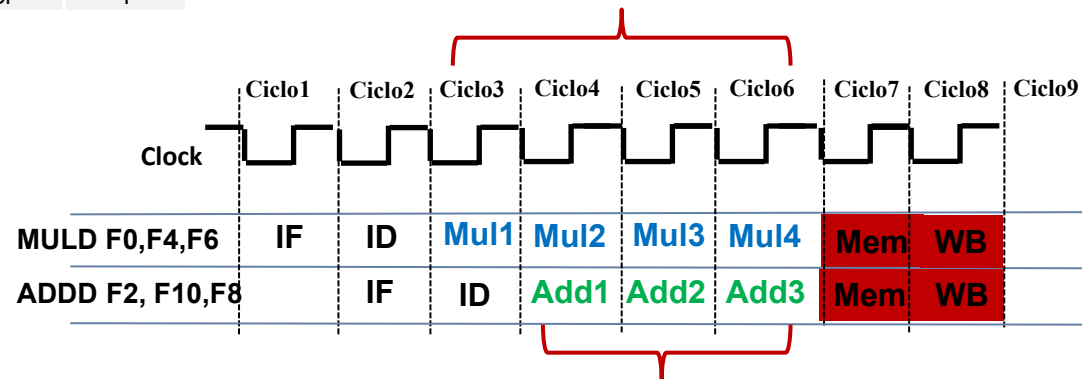 Ciclo1 Ciclo2 Ciclo3 Ciclo4 Ciclo5 Ciclo6 Ciclo7 Ciclo8 Ciclo9
Clock
MULD F0,F4,F6 IF ID Mul1 Mul2 Mul3 Mul4 Mem WB
ADDD F2, F10,F8 IF ID Add1 Add2 Add3 Mem WB